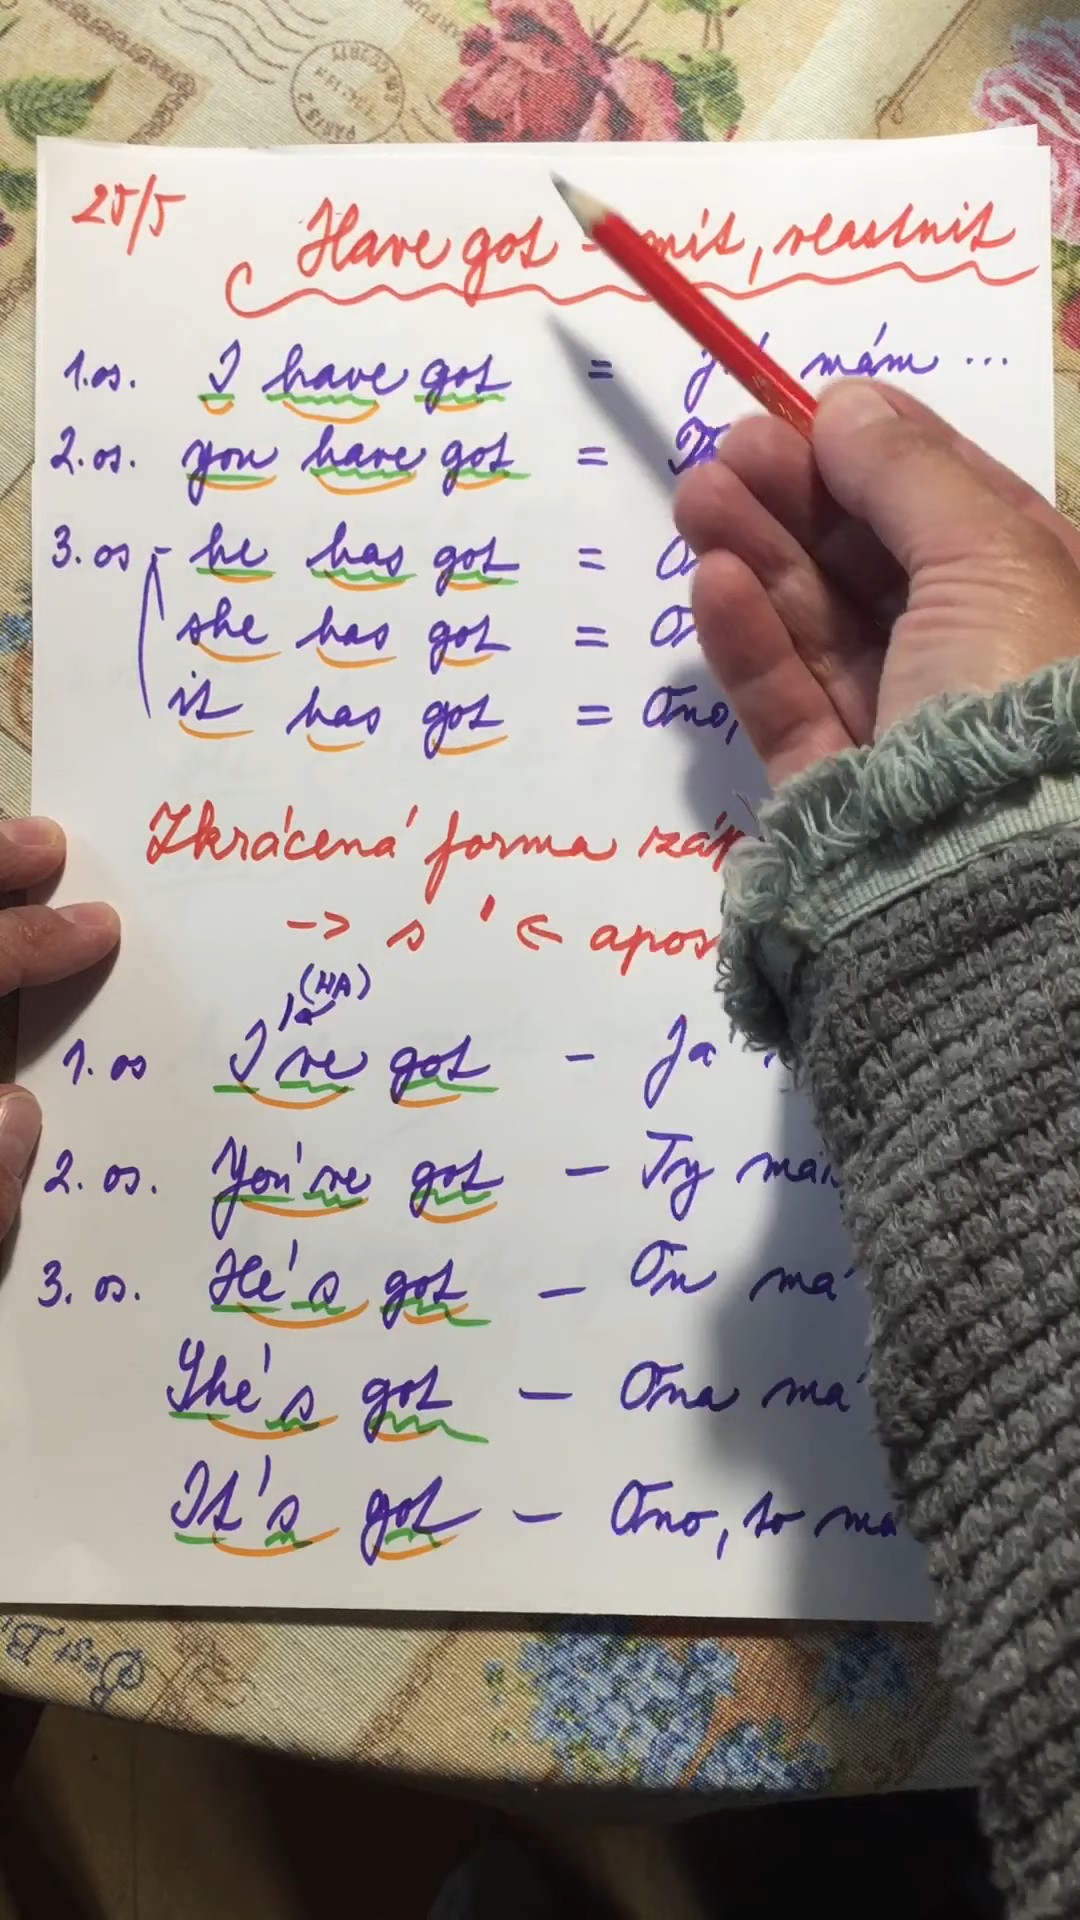 25/5
Have got - mít, vlastnit
1.os. I have got = já mám ...
2.os. you have got =
3. os - he has got =
she has got =
it has got = Ono,
Zkrácená forma
-> s ' <-
(HA)
1. os I've got - Já
2. os. You've got - Ty máš
3. os. He's got - On má
She's got - Ona má
It's got - Ono, to má
PARIS